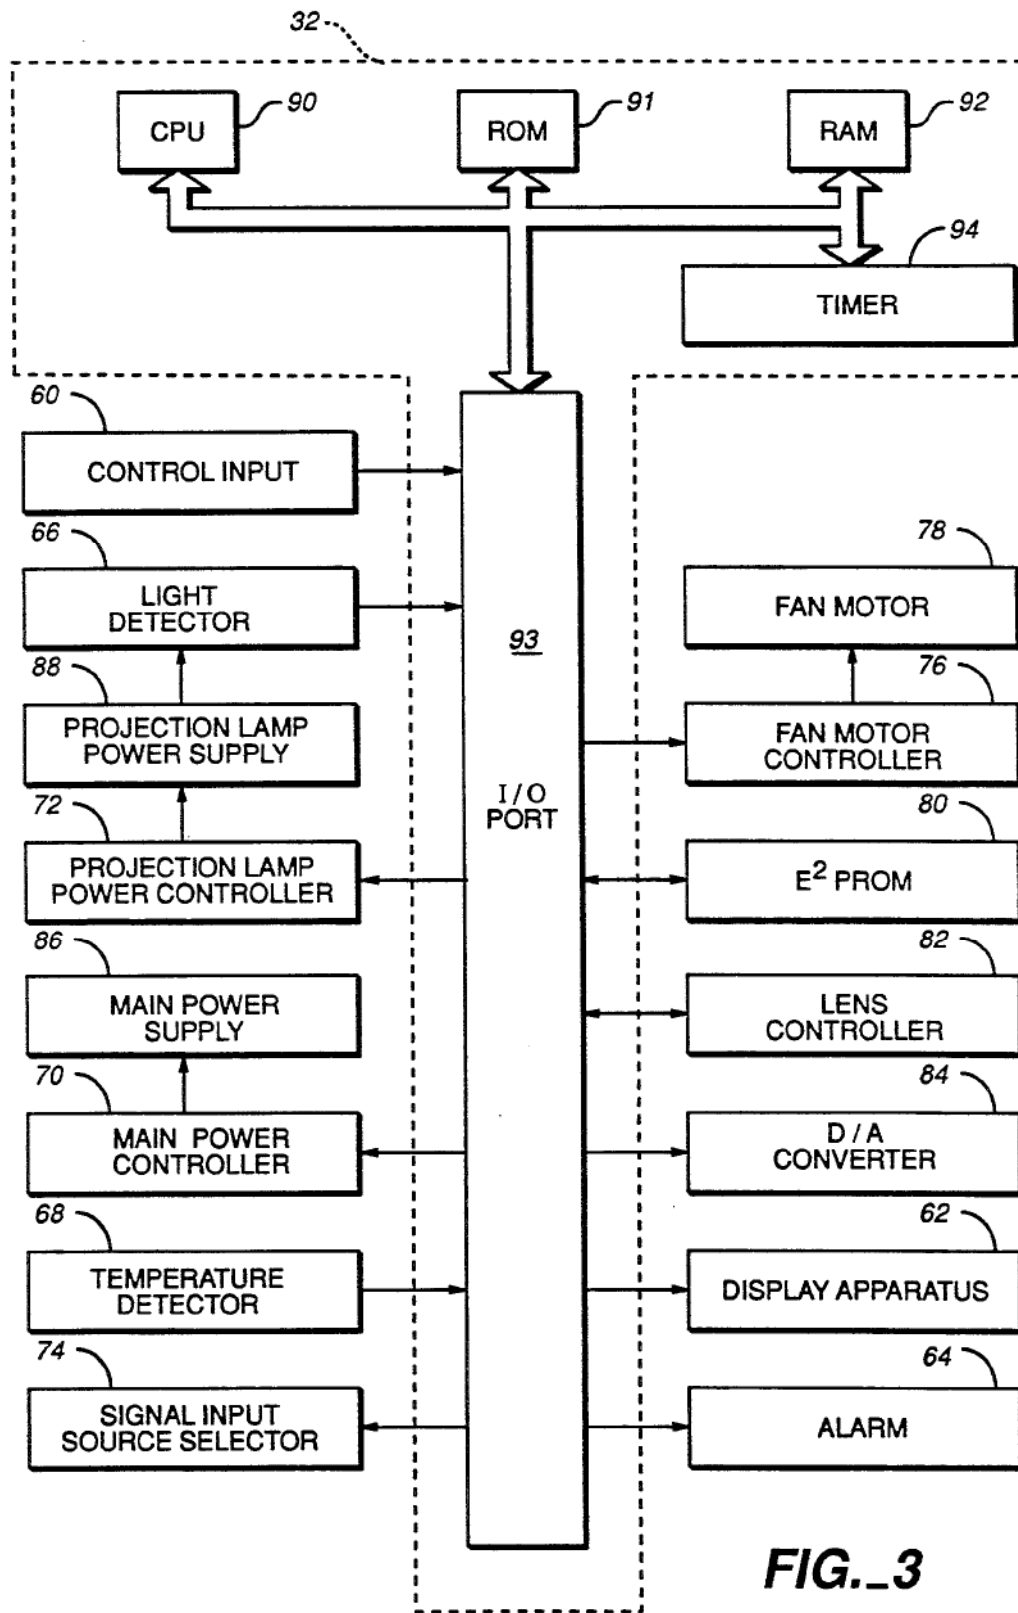 32
CPU
90
ROM
91
RAM
92
TIMER
94
60
CONTROL INPUT
66
LIGHT
DETECTOR
88
PROJECTION LAMP
POWER SUPPLY
72
PROJECTION LAMP
POWER CONTROLLER
86
MAIN POWER
SUPPLY
70
MAIN POWER
CONTROLLER
68
TEMPERATURE
DETECTOR
74
SIGNAL INPUT
SOURCE SELECTOR
93
I/O
PORT
78
FAN MOTOR
76
FAN MOTOR
CONTROLLER
80
E² PROM
82
LENS
CONTROLLER
84
D/A
CONVERTER
62
DISPLAY APPARATUS
64
ALARM
FIG._3